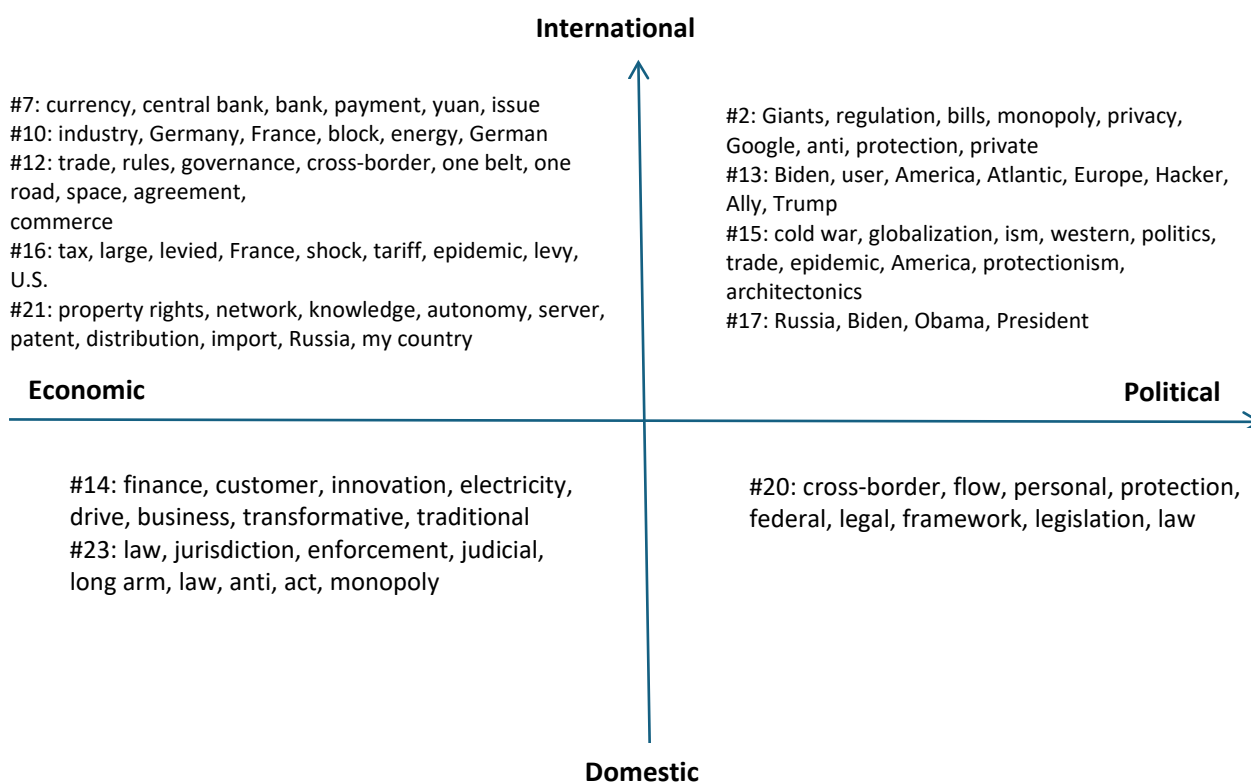 International
#7: currency, central bank, bank, payment, yuan, issue
#10: industry, Germany, France, block, energy, German
#12: trade, rules, governance, cross-border, one belt, one
road, space, agreement,
commerce
#16: tax, large, levied, France, shock, tariff, epidemic, levy,
U.S.
#21: property rights, network, knowledge, autonomy, server,
patent, distribution, import, Russia, my country
#2: Giants, regulation, bills, monopoly, privacy,
Google, anti, protection, private
#13: Biden, user, America, Atlantic, Europe, Hacker,
Ally, Trump
#15: cold war, globalization, ism, western, politics,
trade, epidemic, America, protectionism,
architectonics
#17: Russia, Biden, Obama, President
Economic
Political
#14: finance, customer, innovation, electricity,
drive, business, transformative, traditional
#23: law, jurisdiction, enforcement, judicial,
long arm, law, anti, act, monopoly
#20: cross-border, flow, personal, protection,
federal, legal, framework, legislation, law
Domestic